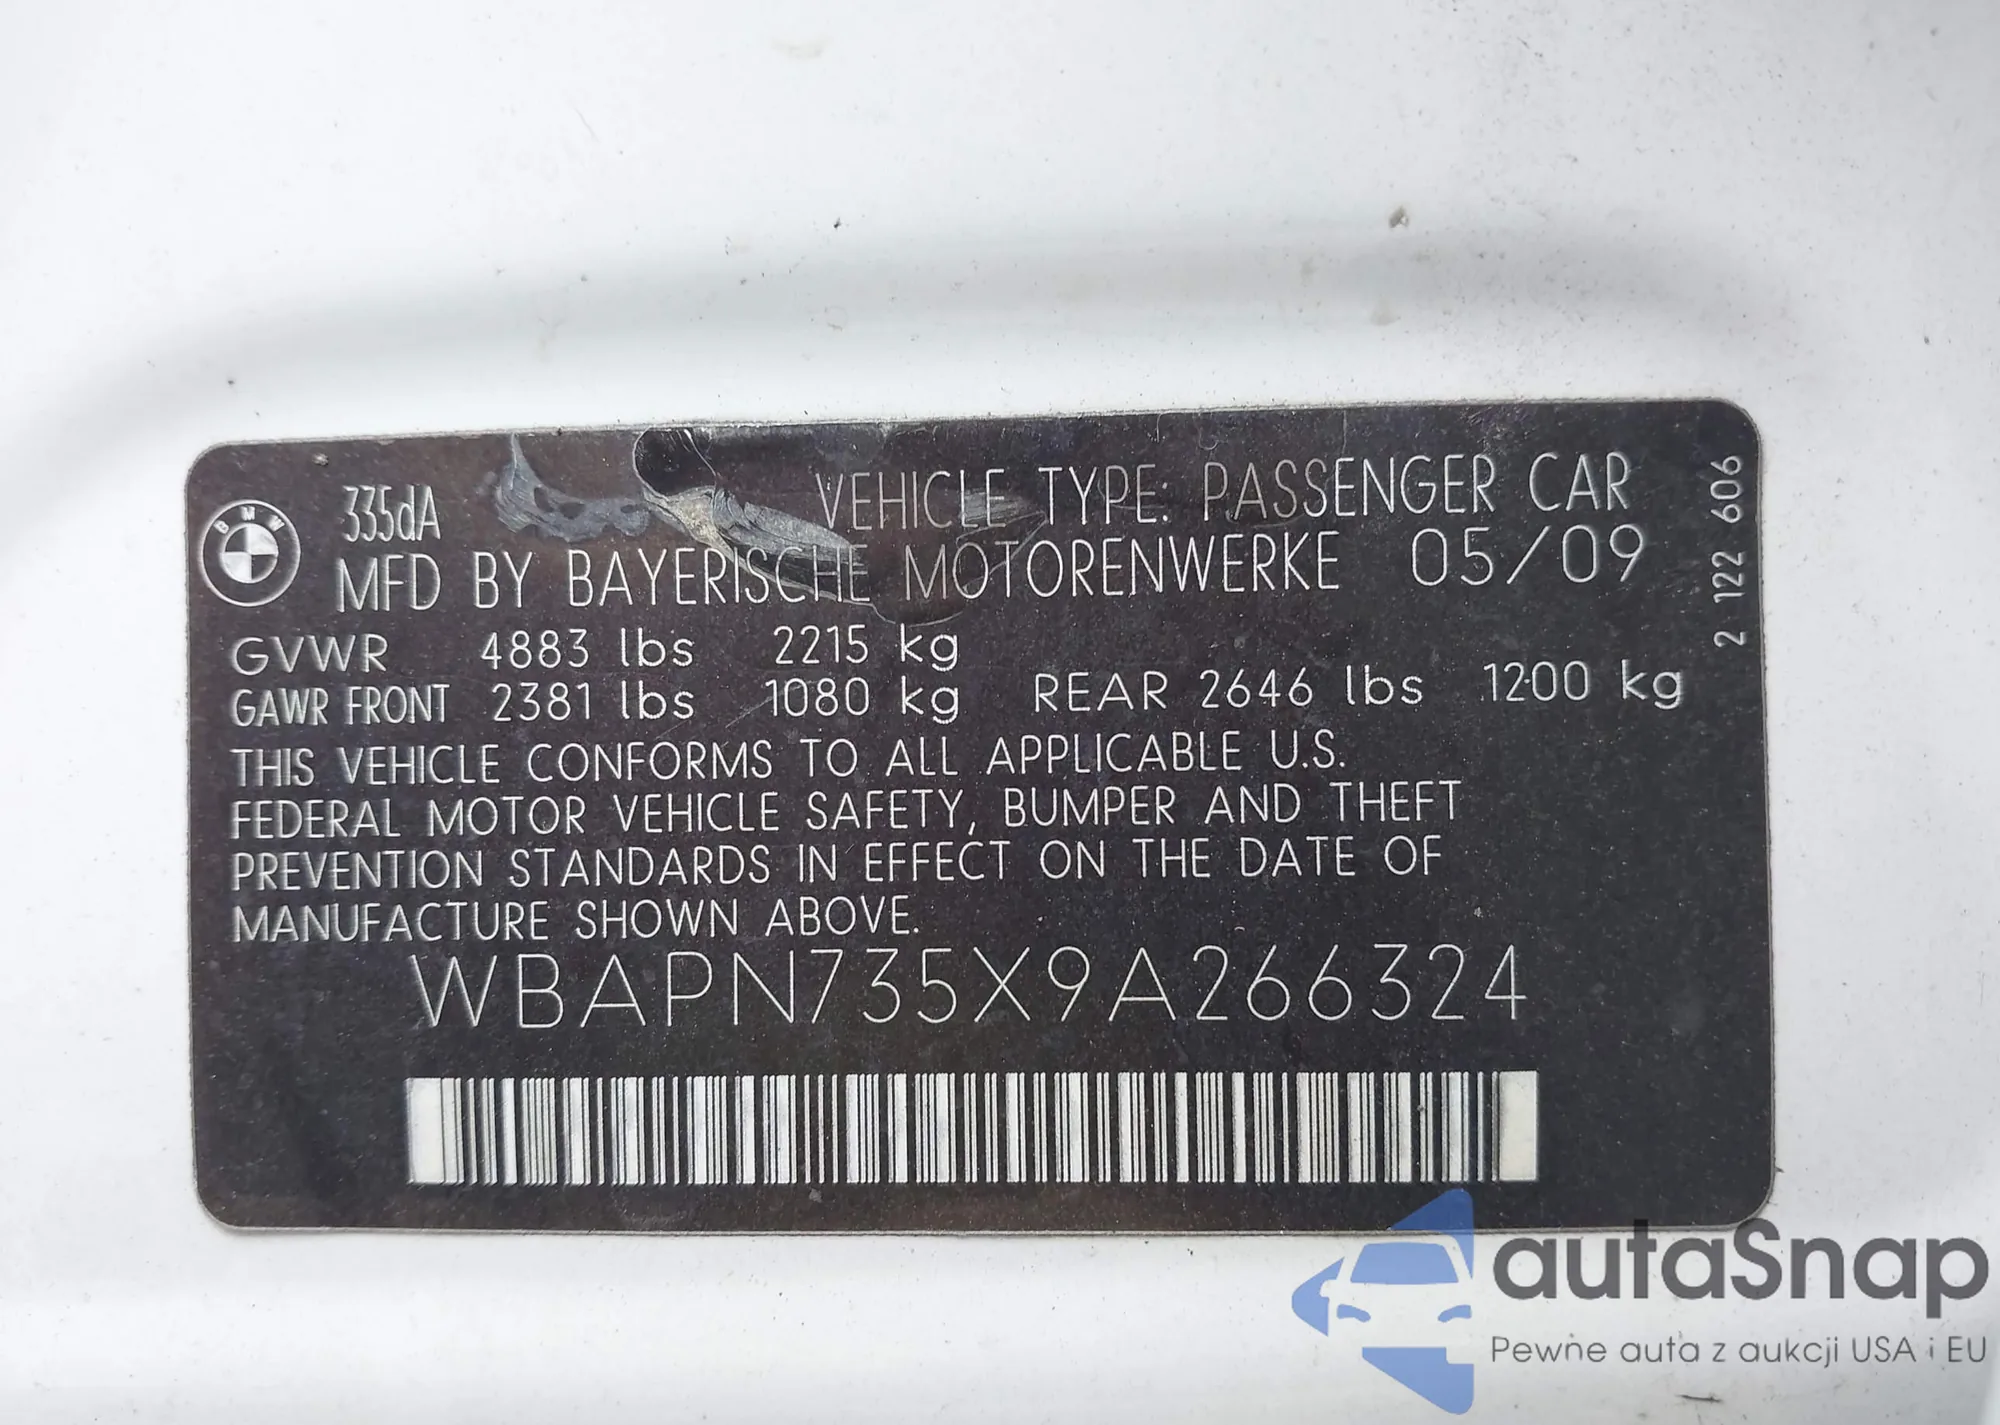 BMW
335dA
VEHICLE TYPE: PASSENGER CAR
MFD BY BAYERISCHE MOTORENWERKE 05/09
GVWR 4883 lbs 2215 kg
GAWR FRONT 2381 lbs 1080 kg REAR 2646 lbs 1200 kg
THIS VEHICLE CONFORMS TO ALL APPLICABLE U.S.
FEDERAL MOTOR VEHICLE SAFETY, BUMPER AND THEFT
PREVENTION STANDARDS IN EFFECT ON THE DATE OF
MANUFACTURE SHOWN ABOVE.
WBAPN735X9A266324
2 122 606
autaSnap
Pewne auta z aukcji USA i EU